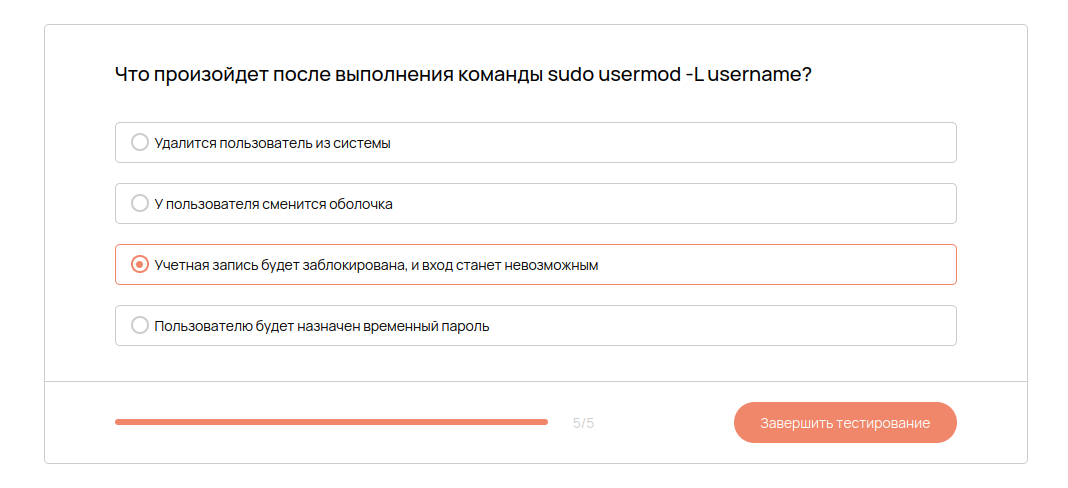 Что произойдет после выполнения команды sudo usermod -L username?
Удалится пользователь из системы
У пользователя сменится оболочка
Учетная запись будет заблокирована, и вход станет невозможным
Пользователю будет назначен временный пароль
5/5
Завершить тестирование